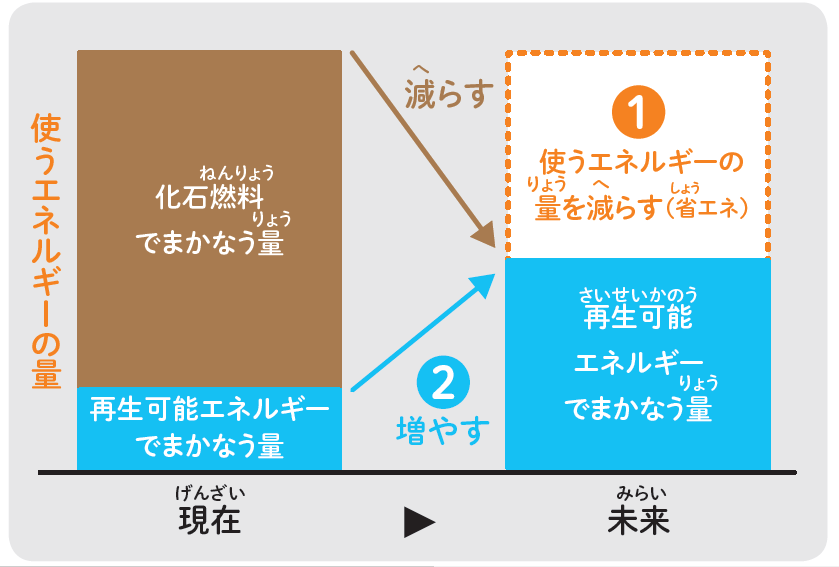 使うエネルギーの量
ねんりょう
化石燃料
りょう
でまかなう量
再生可能エネルギー
でまかなう量
へ
減らす
2
増やす
1
使うエネルギーの
りょう へ しょう
量を減らす(省エネ)
さいせいかのう
再生可能
エネルギー
りょう
でまかなう量
げんざい
現在
▶
みらい
未来